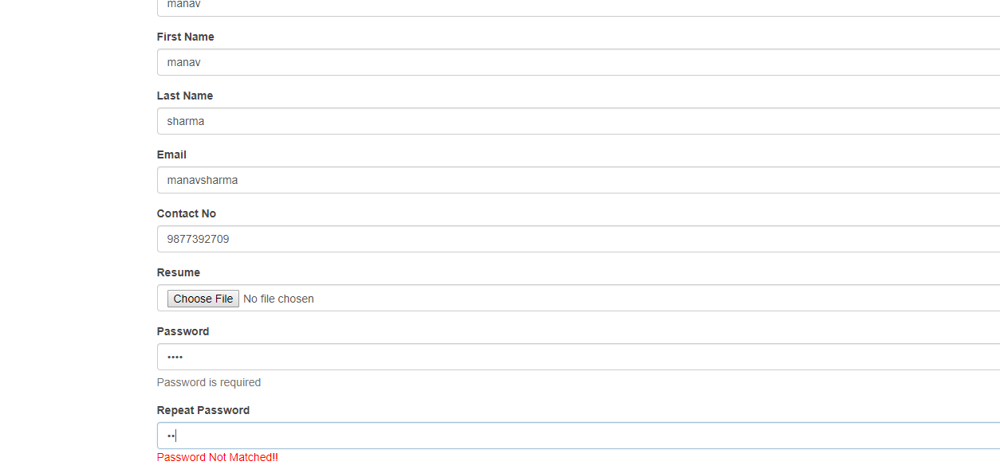 manav
First Name
manav
Last Name
sharma
Email
manavsharma
Contact No
9877392709
Resume
Choose File No file chosen
Password
••••
Password is required
Repeat Password
••
Password Not Matched!!